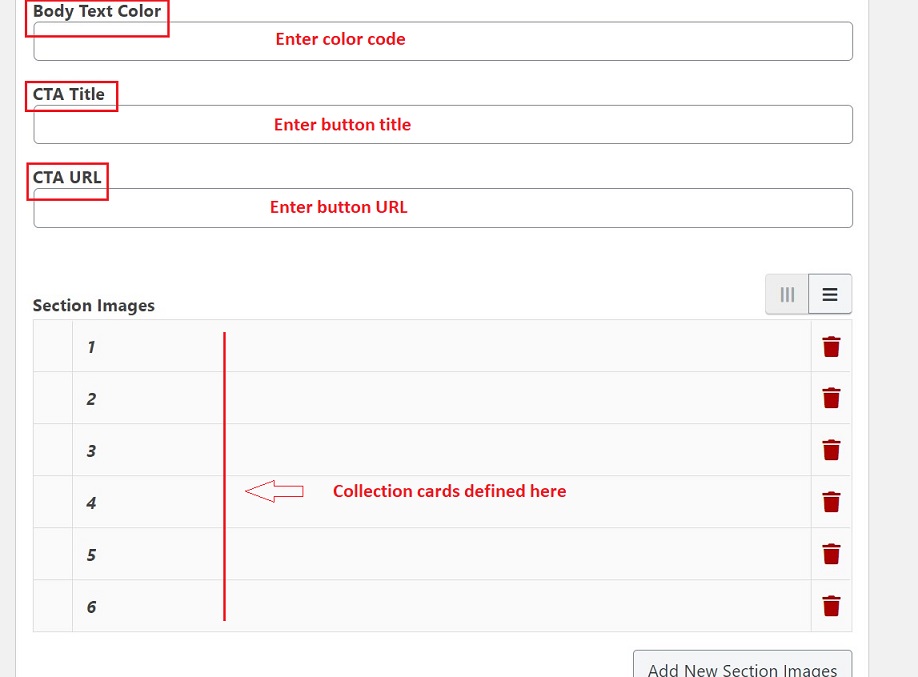 Body Text Color
Enter color code
CTA Title
Enter button title
CTA URL
Enter button URL
Section Images
1
2
3
4
Collection cards defined here
5
6
Add New Section Images